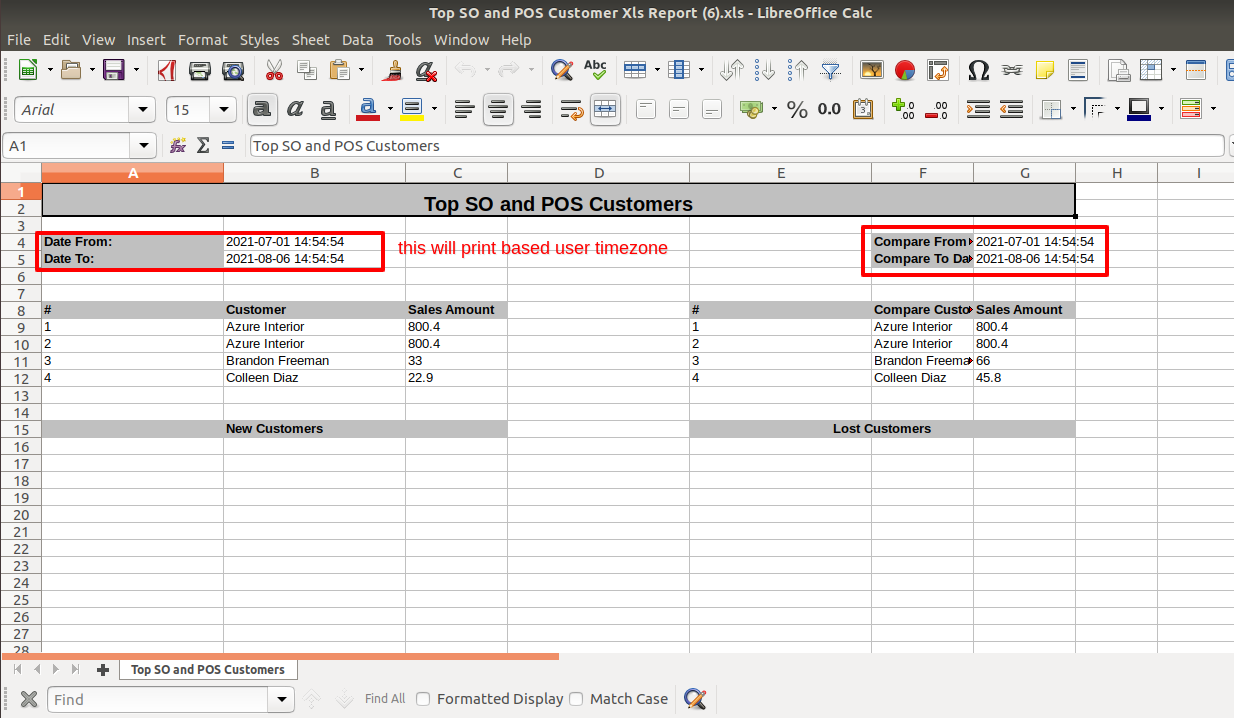 Top SO and POS Customer Xls Report (6).xls - LibreOffice Calc
File Edit View Insert Format Styles Sheet Data Tools Window Help
Abc
Arial 15 a a a a % 0.0 .00 .00
A1 fx Σ = Top SO and POS Customers
A B C D E F G H I
1
2 Top SO and POS Customers
3
4 Date From: 2021-07-01 14:54:54 this will print based user timezone Compare From 2021-07-01 14:54:54
5 Date To: 2021-08-06 14:54:54 Compare To Da 2021-08-06 14:54:54
6
7
8 # Customer Sales Amount # Compare Custo Sales Amount
9 1 Azure Interior 800.4 1 Azure Interior 800.4
10 2 Azure Interior 800.4 2 Azure Interior 800.4
11 3 Brandon Freeman 33 3 Brandon Freema 66
12 4 Colleen Diaz 22.9 4 Colleen Diaz 45.8
13
14
15 New Customers Lost Customers
16
17
18
19
20
21
22
23
24
25
26
27
28
Top SO and POS Customers
Find Find All Formatted Display Match Case